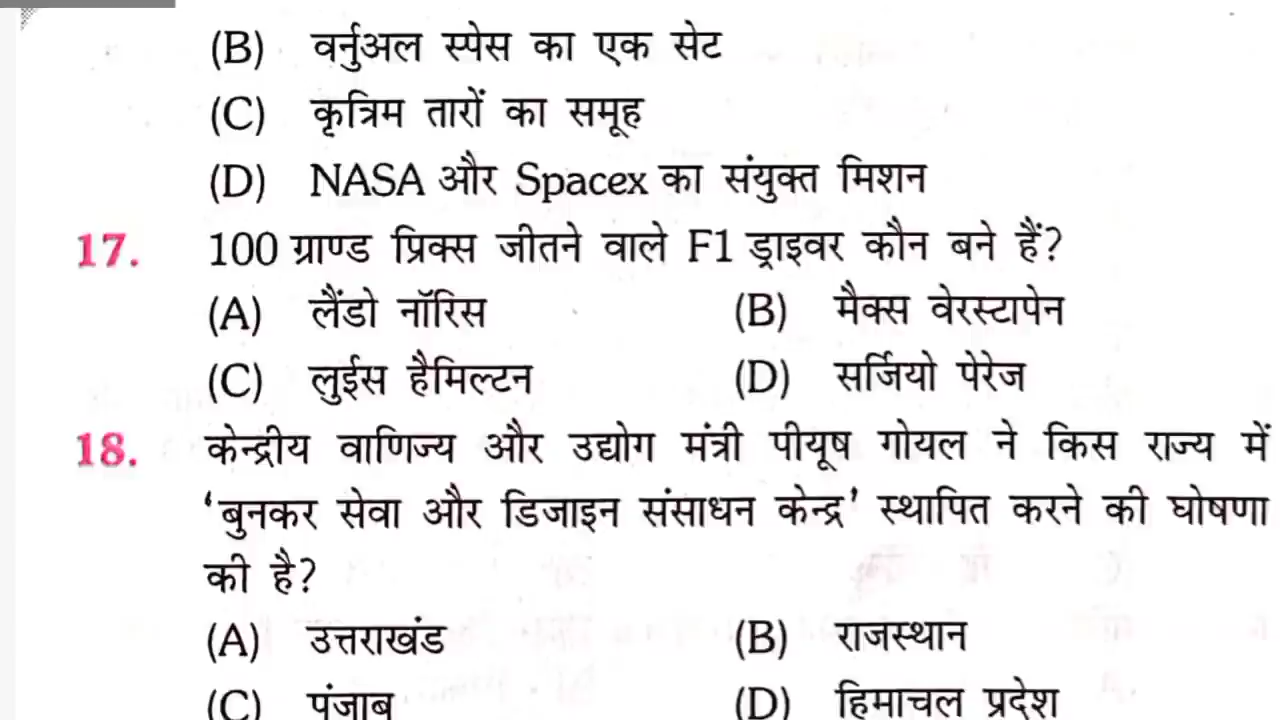 (B) वर्नुअल स्पेस का एक सेट
(C) कृत्रिम तारों का समूह
(D) NASA और Spacex का संयुक्त मिशन
17. 100 ग्राण्ड प्रिक्स जीतने वाले F1 ड्राइवर कौन बने हैं?
(A) लैंडो नॉरिस (B) मैक्स वेरस्टापेन
(C) लुईस हैमिल्टन (D) सर्जियो पेरेज
18. केन्द्रीय वाणिज्य और उद्योग मंत्री पीयूष गोयल ने किस राज्य में
‘बुनकर सेवा और डिजाइन संसाधन केन्द्र’ स्थापित करने की घोषणा
की है?
(A) उत्तराखंड (B) राजस्थान
(C) पंजाब (D) हिमाचल प्रदेश